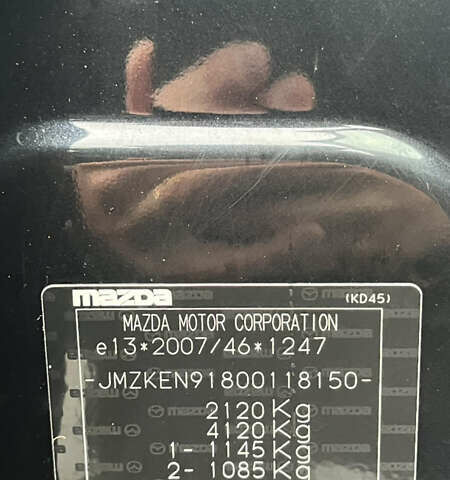 mazda (KD45)
MAZDA MOTOR CORPORATION
e13*2007/46*1247
-JMZKEN91800118150-
2120 Kg
4120 Kg
1- 1145 Kg
2- 1085 Kg